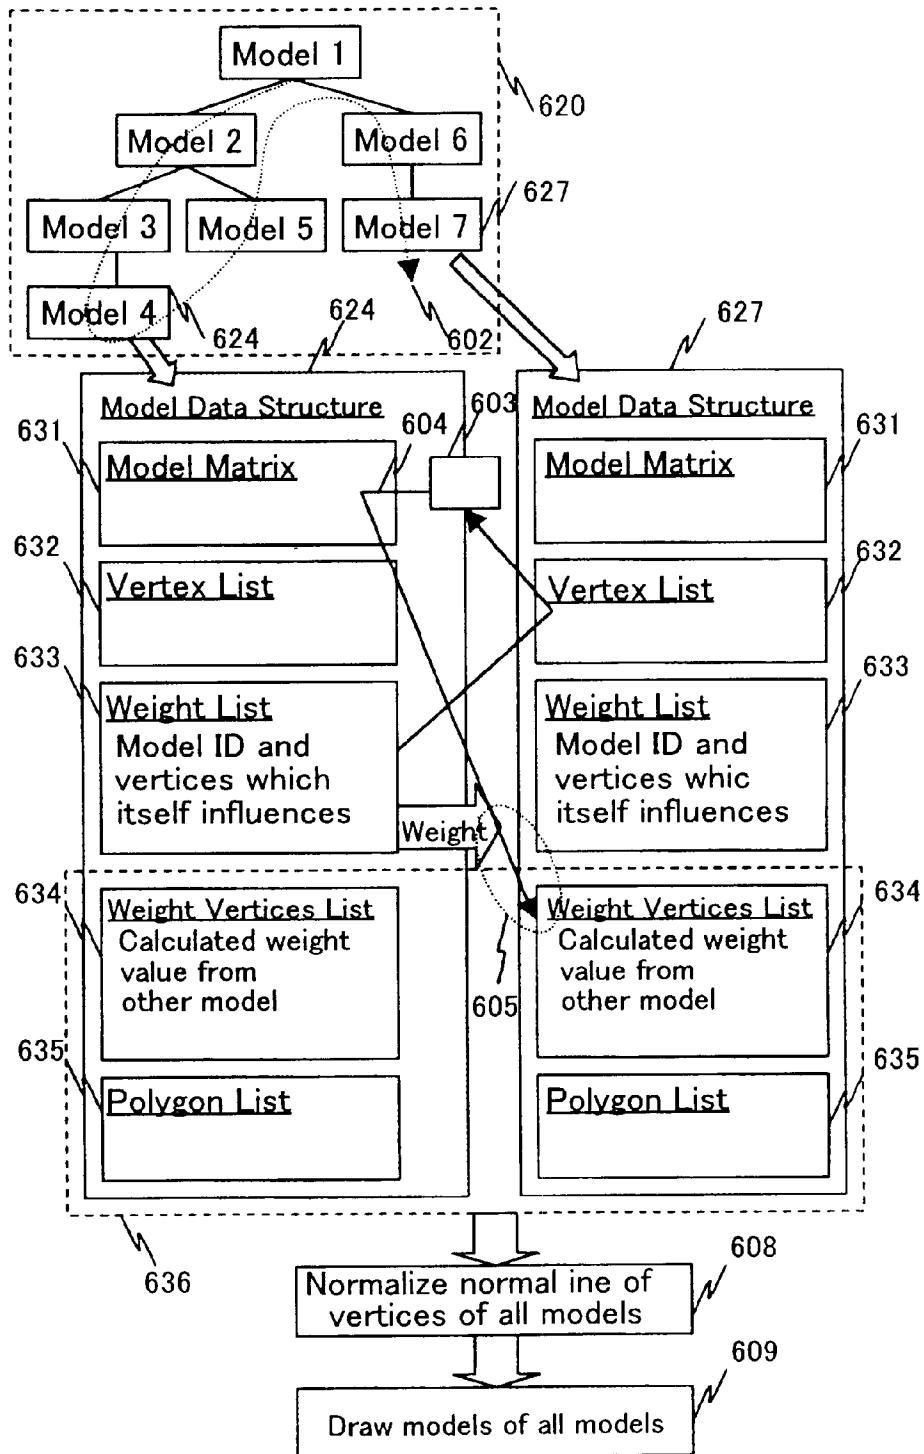 Model 1
620
Model 2
Model 6
627
Model 3
Model 5
Model 7
Model 4
624
624
602
627
Model Data Structure
603
Model Data Structure
631
604
631
Model Matrix
Model Matrix
632
632
Vertex List
Vertex List
633
633
Weight List
Model ID and
vertices which
itself influences
Weight List
Model ID and
vertices whic
itself influences
Weight
634
634
Weight Vertices List
Calculated weight
value from
other model
Weight Vertices List
Calculated weight
value from
other model
605
635
635
Polygon List
Polygon List
636
608
Normalize normal line of
vertices of all models
609
Draw models of all models